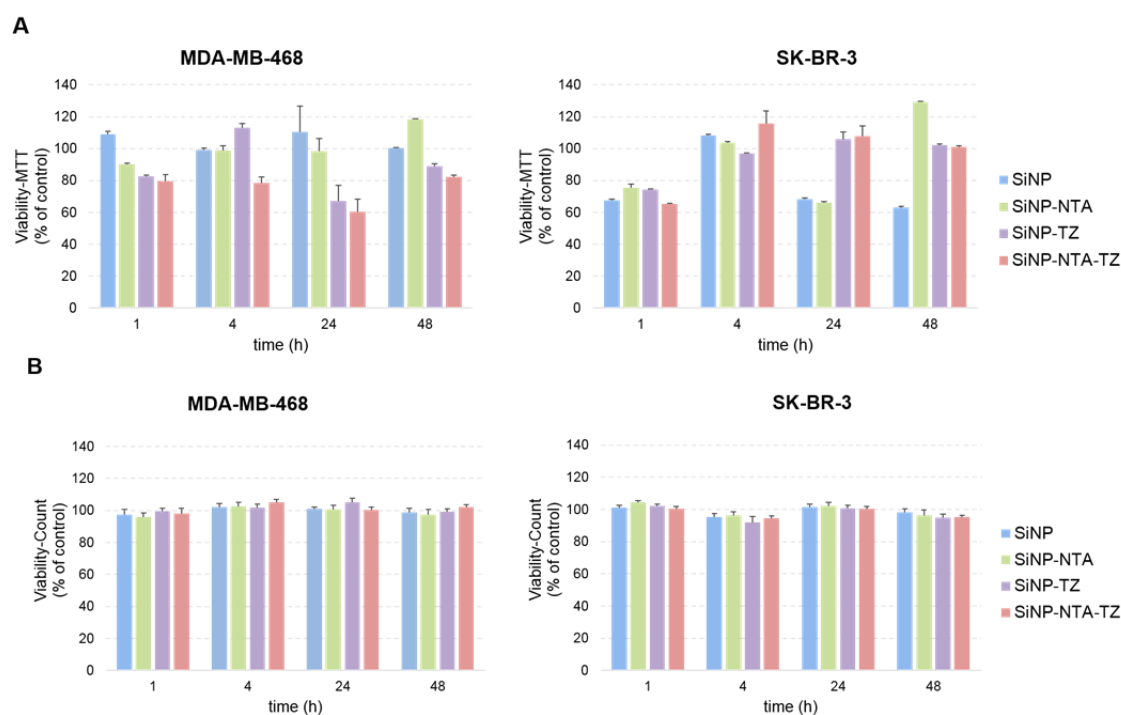 A
MDA-MB-468
Viability-MTT
(% of control)
140
120
100
80
60
40
20
0
1 4 24 48
time (h)
SK-BR-3
Viability-MTT
(% of control)
140
120
100
80
60
40
20
0
1 4 24 48
time (h)
SiNP
SiNP-NTA
SiNP-TZ
SiNP-NTA-TZ
B
MDA-MB-468
Viability-Count
(% of control)
140
120
100
80
60
40
20
0
1 4 24 48
time (h)
SK-BR-3
Viability-Count
(% of control)
140
120
100
80
60
40
20
0
1 4 24 48
time (h)
SiNP
SiNP-NTA
SiNP-TZ
SiNP-NTA-TZ